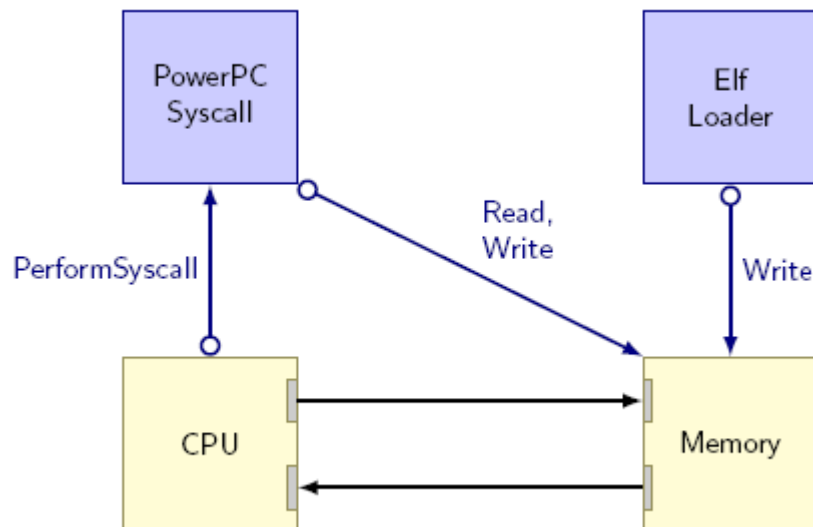 PowerPC
Syscall
Elf
Loader
Read,
Write
PerformSyscall
Write
CPU
Memory